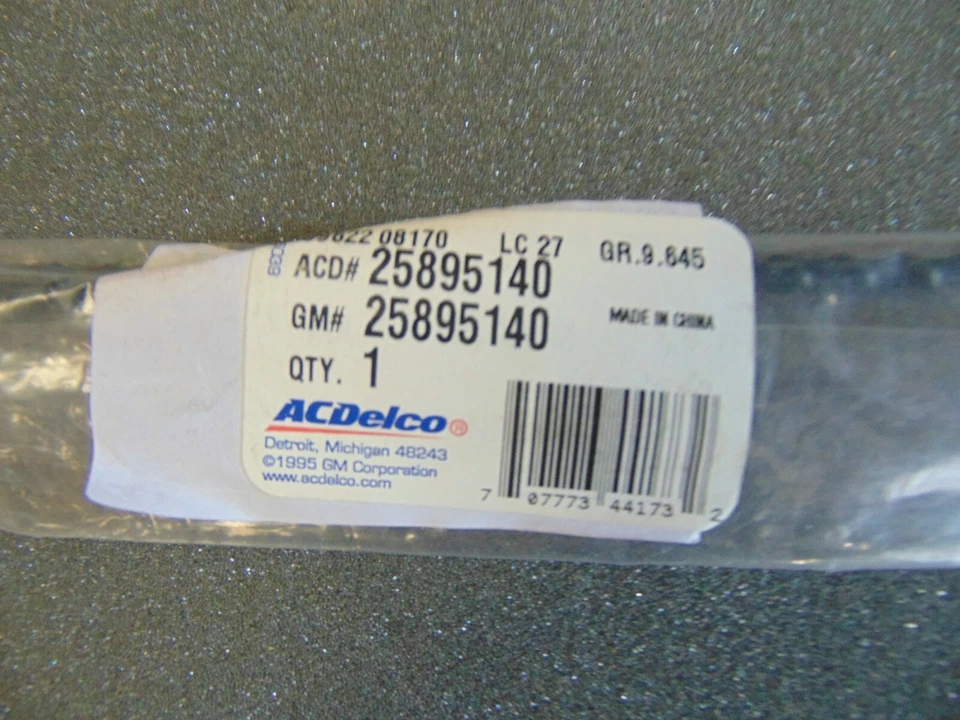 08170 LC 27 GR.9.645
ACD# 25895140
GM# 25895140
MADE IN CHINA
QTY. 1
ACDelco®
Detroit, Michigan 48243
©1995 GM Corporation
www.acdelco.com
7 07773 44173 2